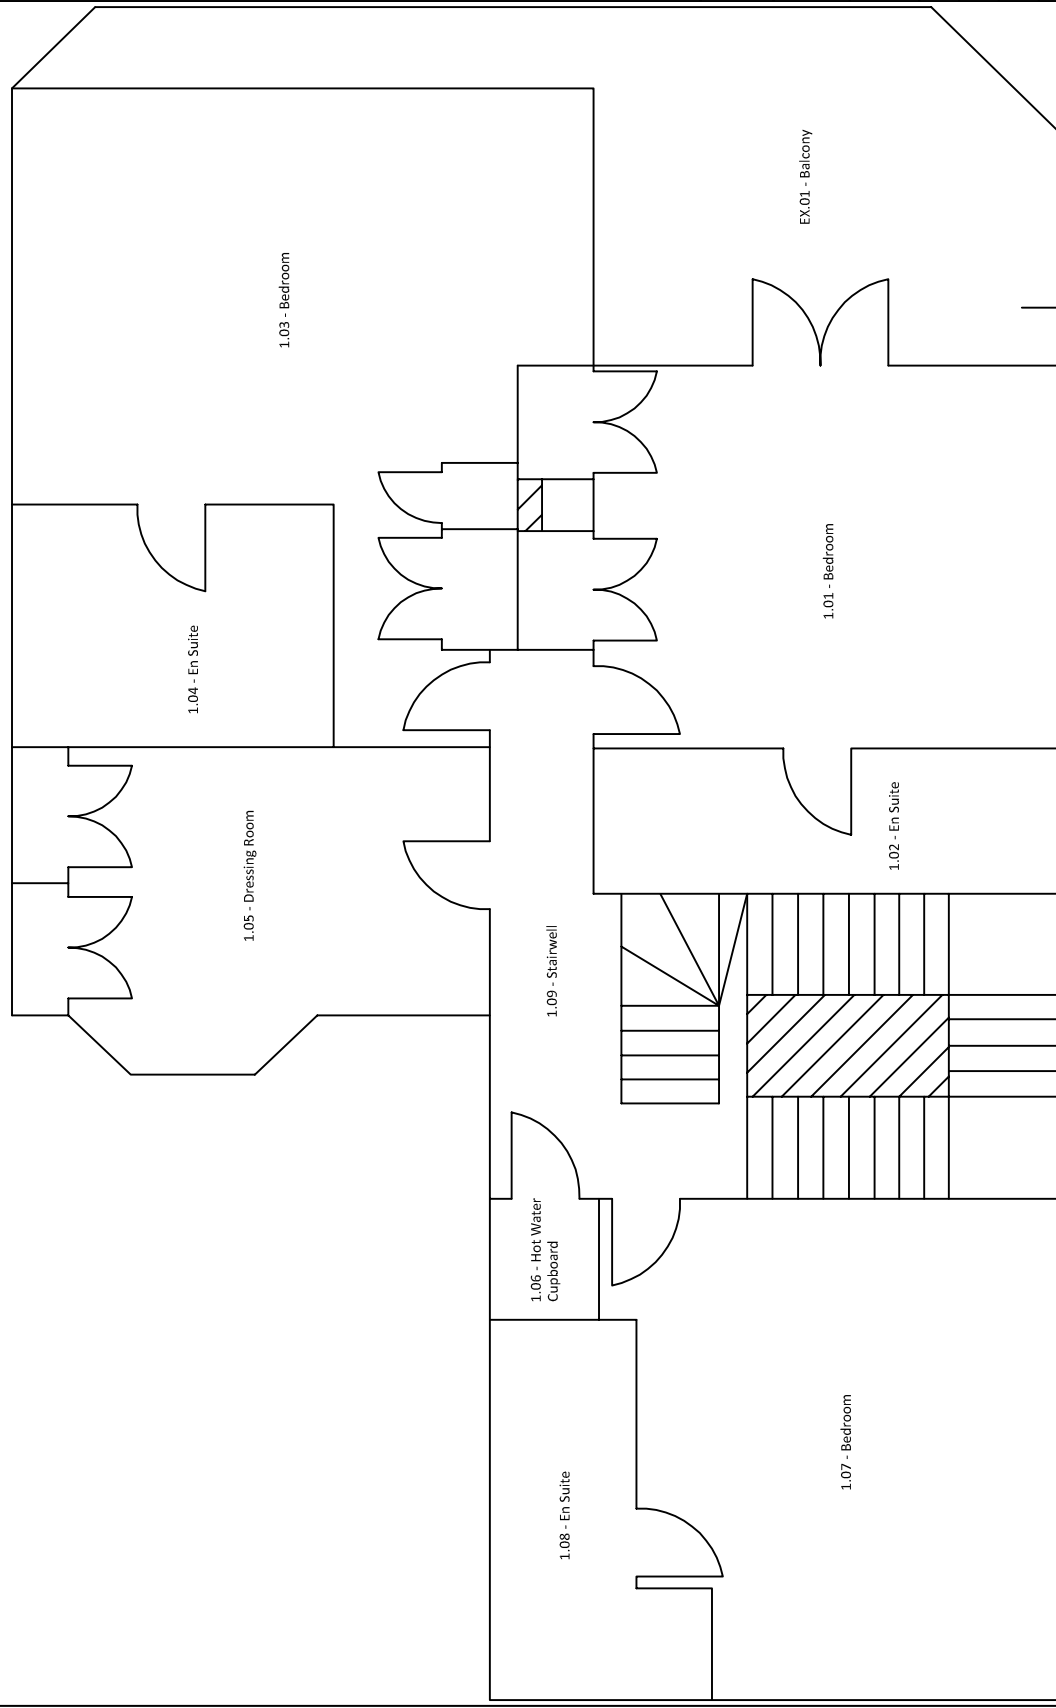 EX.01 - Balcony
1.03 - Bedroom
1.01 - Bedroom
1.04 - En Suite
1.02 - En Suite
1.05 - Dressing Room
1.09 - Stairwell
1.06 - Hot Water
Cupboard
1.07 - Bedroom
1.08 - En Suite